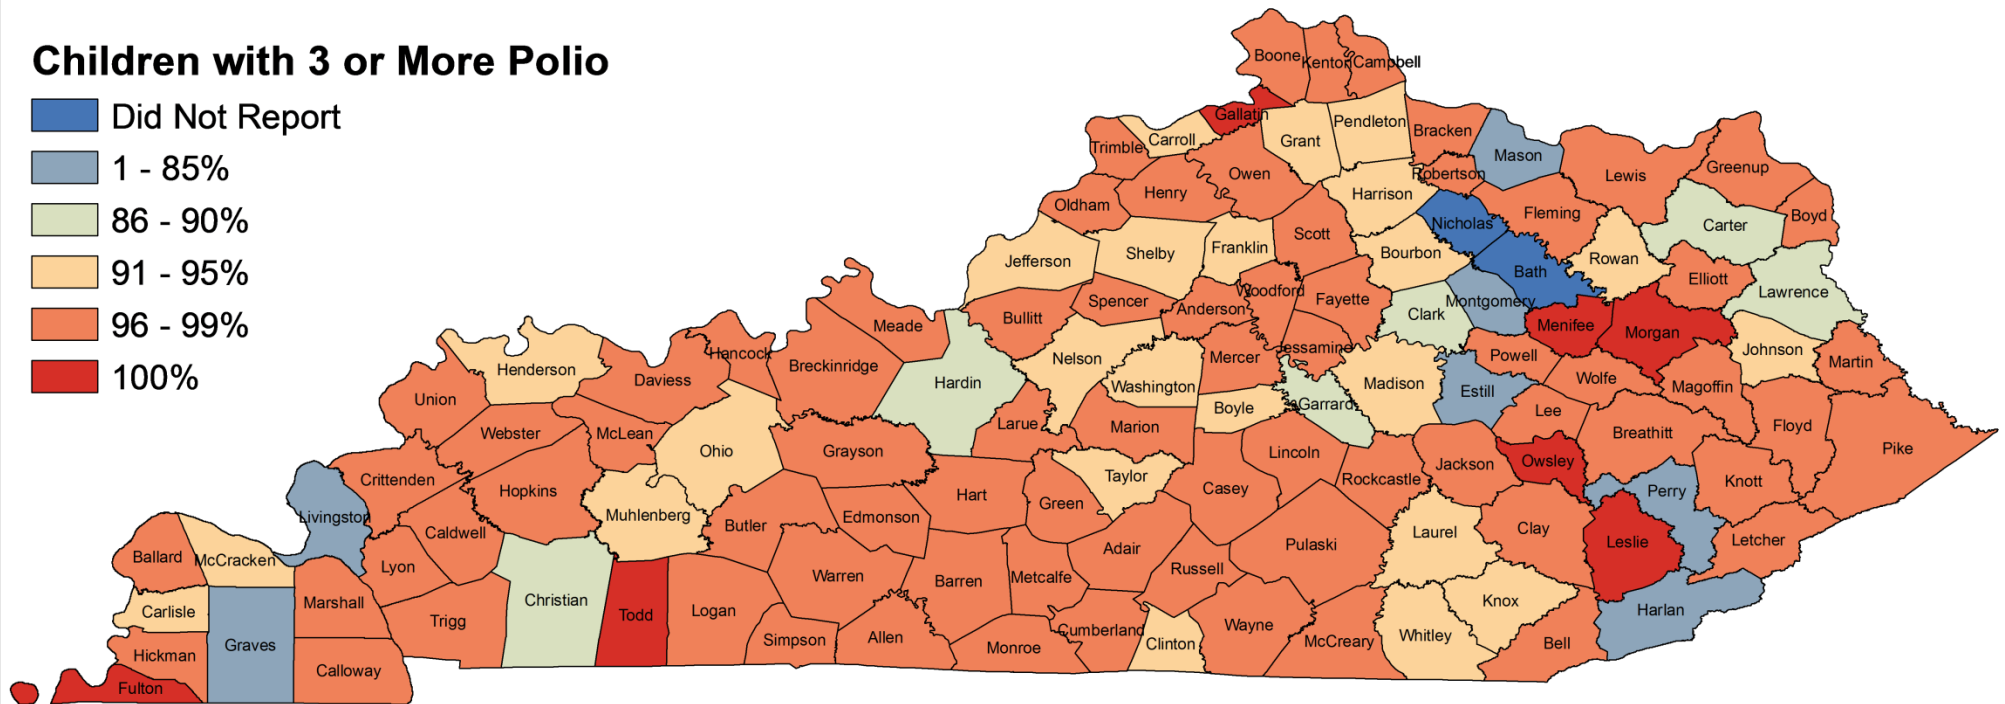 Children with 3 or More Polio
Did Not Report
1 - 85%
86 - 90%
91 - 95%
96 - 99%
100%
Boone
Kenton
Campbell
Gallatin
Carroll
Trimble
Grant
Pendleton
Bracken
Mason
Robertson
Lewis
Greenup
Owen
Henry
Oldham
Harrison
Nicholas
Fleming
Carter
Boyd
Scott
Franklin
Shelby
Jefferson
Bourbon
Bath
Rowan
Elliott
Lawrence
Woodford
Fayette
Montgomery
Spencer
Anderson
Bullitt
Clark
Menifee
Morgan
Meade
Nelson
Mercer
Jessamine
Powell
Johnson
Martin
Hancock
Breckinridge
Hardin
Washington
Madison
Estill
Wolfe
Magoffin
Henderson
Daviess
Union
Boyle
Garrard
Lee
Larue
Marion
Floyd
Breathitt
Pike
Webster
McLean
Ohio
Grayson
Lincoln
Jackson
Owsley
Rockcastle
Knott
Perry
Crittenden
Hopkins
Taylor
Casey
Hart
Green
Livingston
Muhlenberg
Butler
Edmonson
Caldwell
Laurel
Clay
Leslie
Letcher
Pulaski
Adair
Ballard
McCracken
Lyon
Warren
Barren
Metcalfe
Russell
Marshall
Carlisle
Christian
Todd
Logan
Knox
Harlan
Trigg
Graves
Simpson
Allen
Monroe
Cumberland
Clinton
Wayne
McCreary
Whitley
Bell
Hickman
Calloway
Fulton